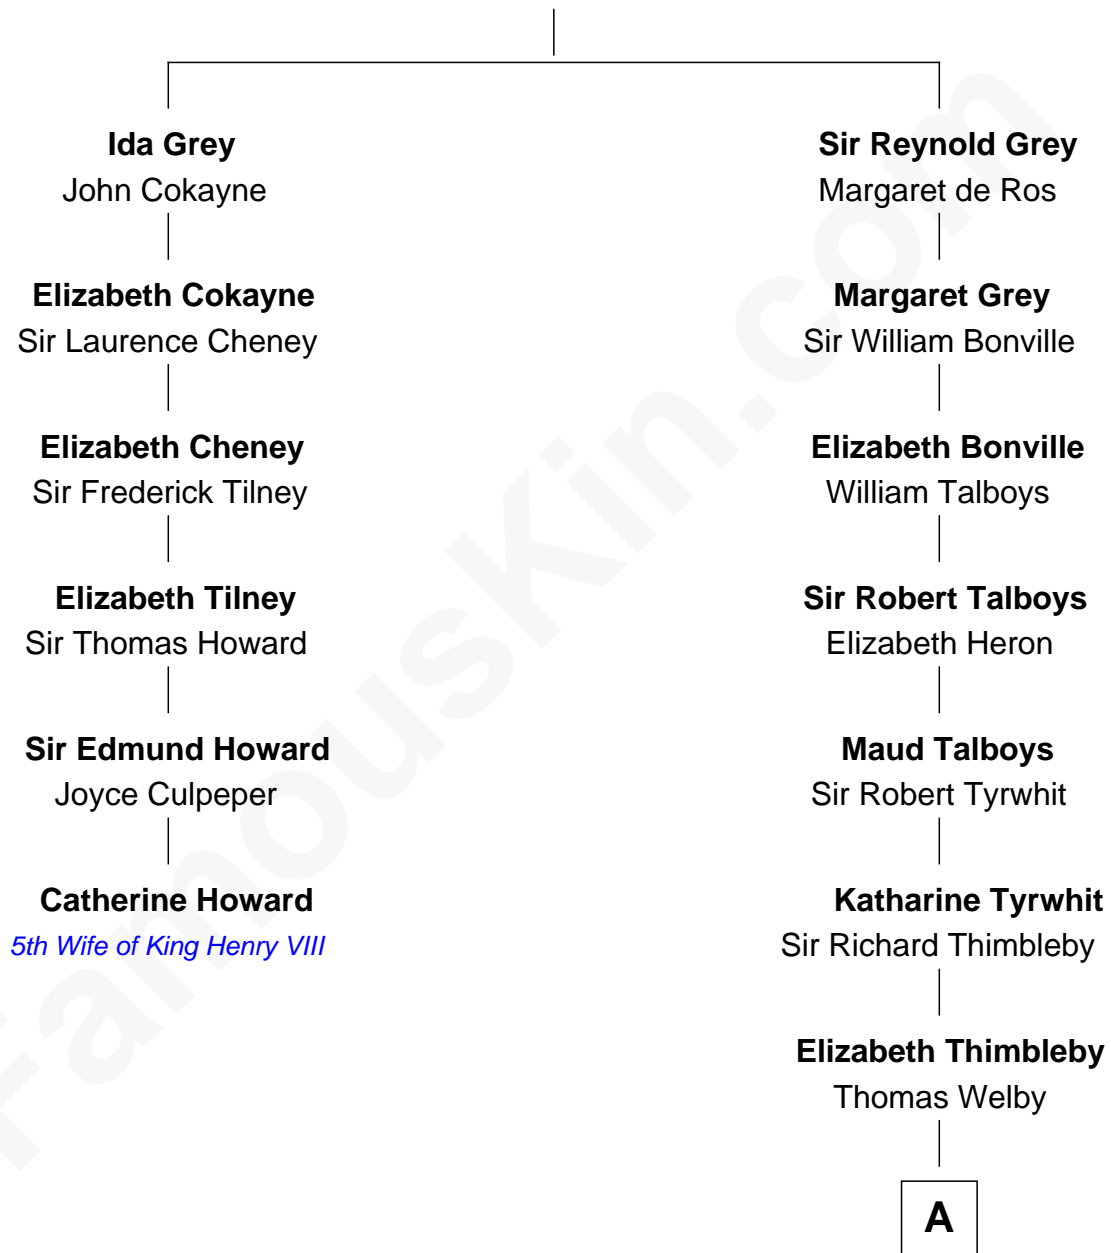 Ida Grey
John Cokayne
Elizabeth Cokayne
Sir Laurence Cheney
Elizabeth Cheney
Sir Frederick Tilney
Elizabeth Tilney
Sir Thomas Howard
Sir Edmund Howard
Joyce Culpeper
Catherine Howard
5th Wife of King Henry VIII
Sir Reynold Grey
Margaret de Ros
Margaret Grey
Sir William Bonville
Elizabeth Bonville
William Talboys
Sir Robert Talboys
Elizabeth Heron
Maud Talboys
Sir Robert Tyrwhit
Katharine Tyrwhit
Sir Richard Thimbleby
Elizabeth Thimbleby
Thomas Welby
A
FamousKin.com